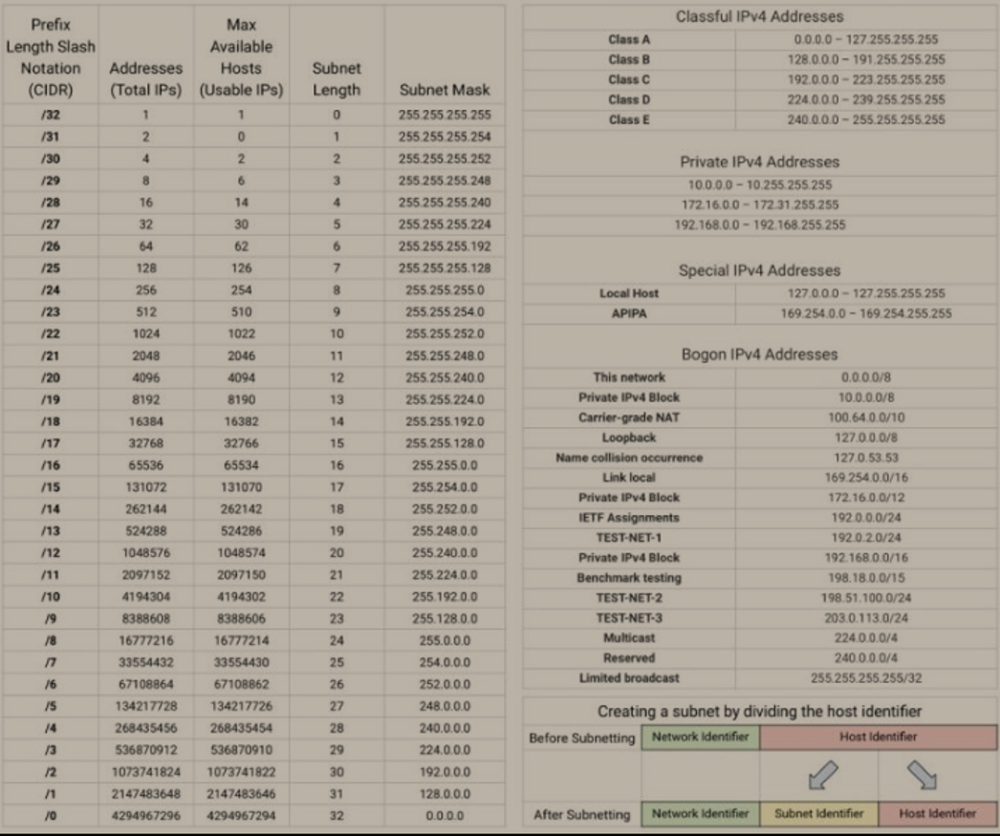 Prefix Length Slash Notation (CIDR) Addresses (Total IPs) Max Available Hosts (Usable IPs) Subnet Length Subnet Mask
/32 1 1 0 255.255.255.255
/31 2 0 1 255.255.255.254
/30 4 2 2 255.255.255.252
/29 8 6 3 255.255.255.248
/28 16 14 4 255.255.255.240
/27 32 30 5 255.255.255.224
/26 64 62 6 255.255.255.192
/25 128 126 7 255.255.255.128
/24 256 254 8 255.255.255.0
/23 512 510 9 255.255.254.0
/22 1024 1022 10 255.255.252.0
/21 2048 2046 11 255.255.248.0
/20 4096 4094 12 255.255.240.0
/19 8192 8190 13 255.255.224.0
/18 16384 16382 14 255.255.192.0
/17 32768 32766 15 255.255.128.0
/16 65536 65534 16 255.255.0.0
/15 131072 131070 17 255.254.0.0
/14 262144 262142 18 255.252.0.0
/13 524288 524286 19 255.248.0.0
/12 1048576 1048574 20 255.240.0.0
/11 2097152 2097150 21 255.224.0.0
/10 4194304 4194302 22 255.192.0.0
/9 8388608 8388606 23 255.128.0.0
/8 16777216 16777214 24 255.0.0.0
/7 33554432 33554430 25 254.0.0.0
/6 67108864 67108862 26 252.0.0.0
/5 134217728 134217726 27 248.0.0.0
/4 268435456 268435454 28 240.0.0.0
/3 536870912 536870910 29 224.0.0.0
/2 1073741824 1073741822 30 192.0.0.0
/1 2147483648 2147483646 31 128.0.0.0
/0 4294967296 4294967294 32 0.0.0.0
Classful IPv4 Addresses
Class A 0.0.0.0 – 127.255.255.255
Class B 128.0.0.0 – 191.255.255.255
Class C 192.0.0.0 – 223.255.255.255
Class D 224.0.0.0 – 239.255.255.255
Class E 240.0.0.0 – 255.255.255.255
Private IPv4 Addresses
10.0.0.0 – 10.255.255.255
172.16.0.0 – 172.31.255.255
192.168.0.0 – 192.168.255.255
Special IPv4 Addresses
Local Host 127.0.0.0 – 127.255.255.255
APIPA 169.254.0.0 – 169.254.255.255
Bogon IPv4 Addresses
This network 0.0.0.0/8
Private IPv4 Block 10.0.0.0/8
Carrier-grade NAT 100.64.0.0/10
Loopback 127.0.0.0/8
Name collision occurrence 127.0.53.53
Link local 169.254.0.0/16
Private IPv4 Block 172.16.0.0/12
IETF Assignments 192.0.0.0/24
TEST-NET-1 192.0.2.0/24
Private IPv4 Block 192.168.0.0/16
Benchmark testing 198.18.0.0/15
TEST-NET-2 198.51.100.0/24
TEST-NET-3 203.0.113.0/24
Multicast 224.0.0.0/4
Reserved 240.0.0.0/4
Limited broadcast 255.255.255.255/32
Creating a subnet by dividing the host identifier
Before Subnetting Network Identifier Host Identifier
After Subnetting Network Identifier Subnet Identifier Host Identifier